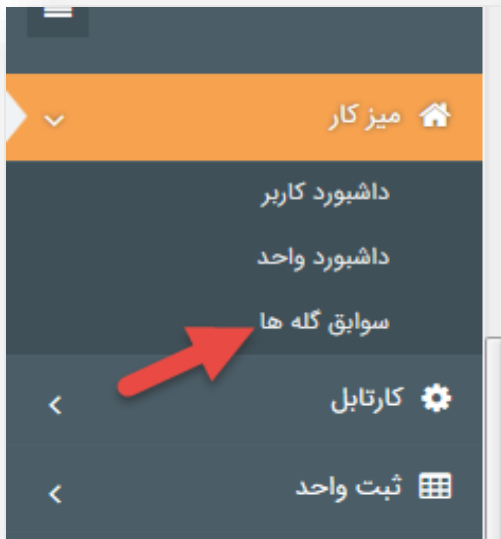 میز کار
داشبورد کاربر
داشبورد واحد
سوابق گله ها
کارتابل
ثبت واحد